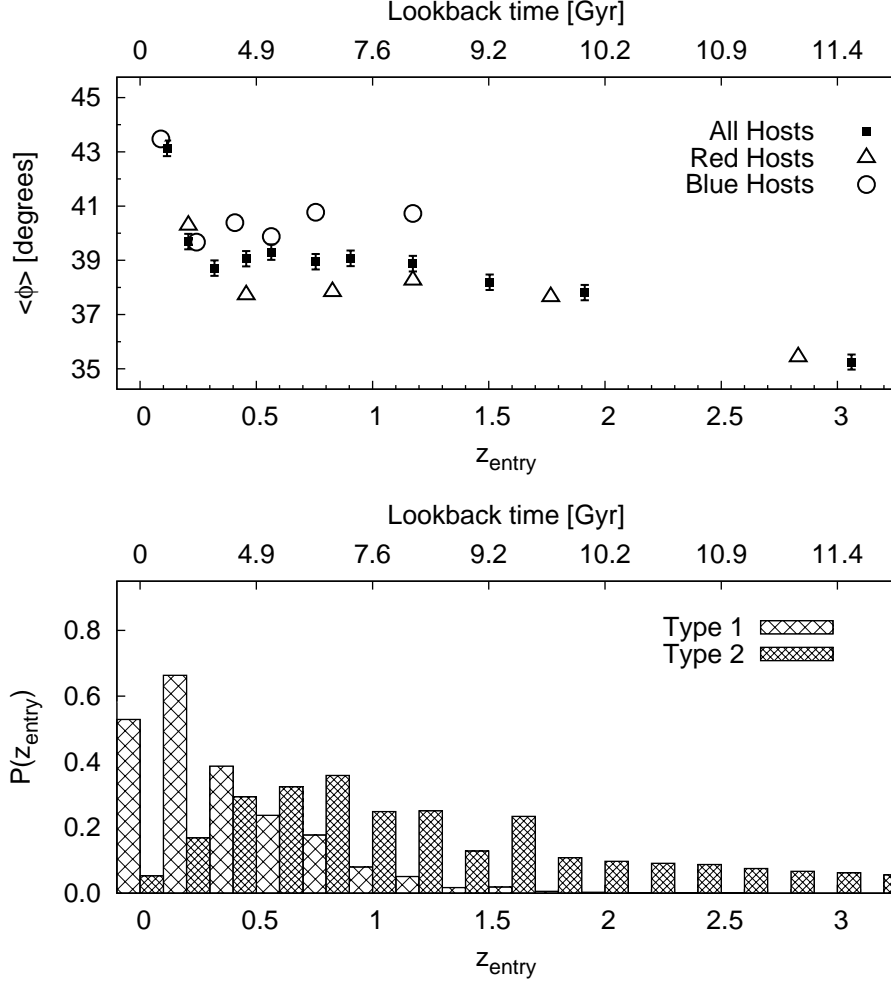 Lookback time [Gyr]
0 4.9 7.6 9.2 10.2 10.9 11.4
45
43
41
39
37
35
<ϕ> [degrees]
All Hosts
Red Hosts
Blue Hosts
0 0.5 1 1.5 2 2.5 3
z_entry
Lookback time [Gyr]
0 4.9 7.6 9.2 10.2 10.9 11.4
0.8
0.6
0.4
0.2
0.0
P(z_entry)
Type 1
Type 2
0 0.5 1 1.5 2 2.5 3
z_entry